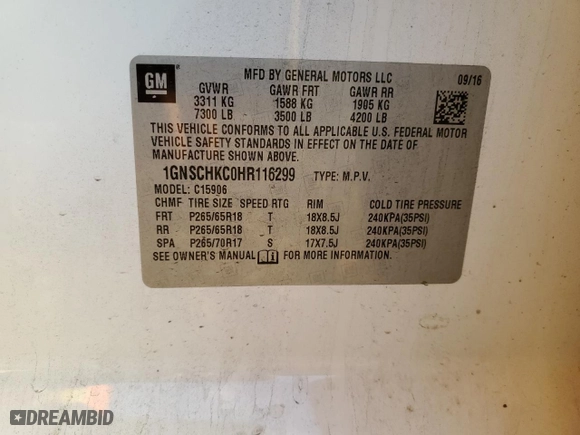 GM
MFD BY GENERAL MOTORS LLC 09/16
GVWR GAWR FRT GAWR RR
3311 KG 1588 KG 1905 KG
7300 LB 3500 LB 4200 LB
THIS VEHICLE CONFORMS TO ALL APPLICABLE U.S. FEDERAL MOTOR
VEHICLE SAFETY STANDARDS IN EFFECT ON THE DATE OF
MANUFACTURE SHOWN ABOVE.
1GNSCHKC0HR116299 TYPE: M.P.V.
MODEL: C15906
CHMF TIRE SIZE SPEED RTG RIM COLD TIRE PRESSURE
FRT P265/65R18 T 18X8.5J 240KPA(35PSI)
RR P265/65R18 T 18X8.5J 240KPA(35PSI)
SPA P265/70R17 S 17X7.5J 240KPA(35PSI)
SEE OWNER'S MANUAL FOR MORE INFORMATION.
DREAMBID